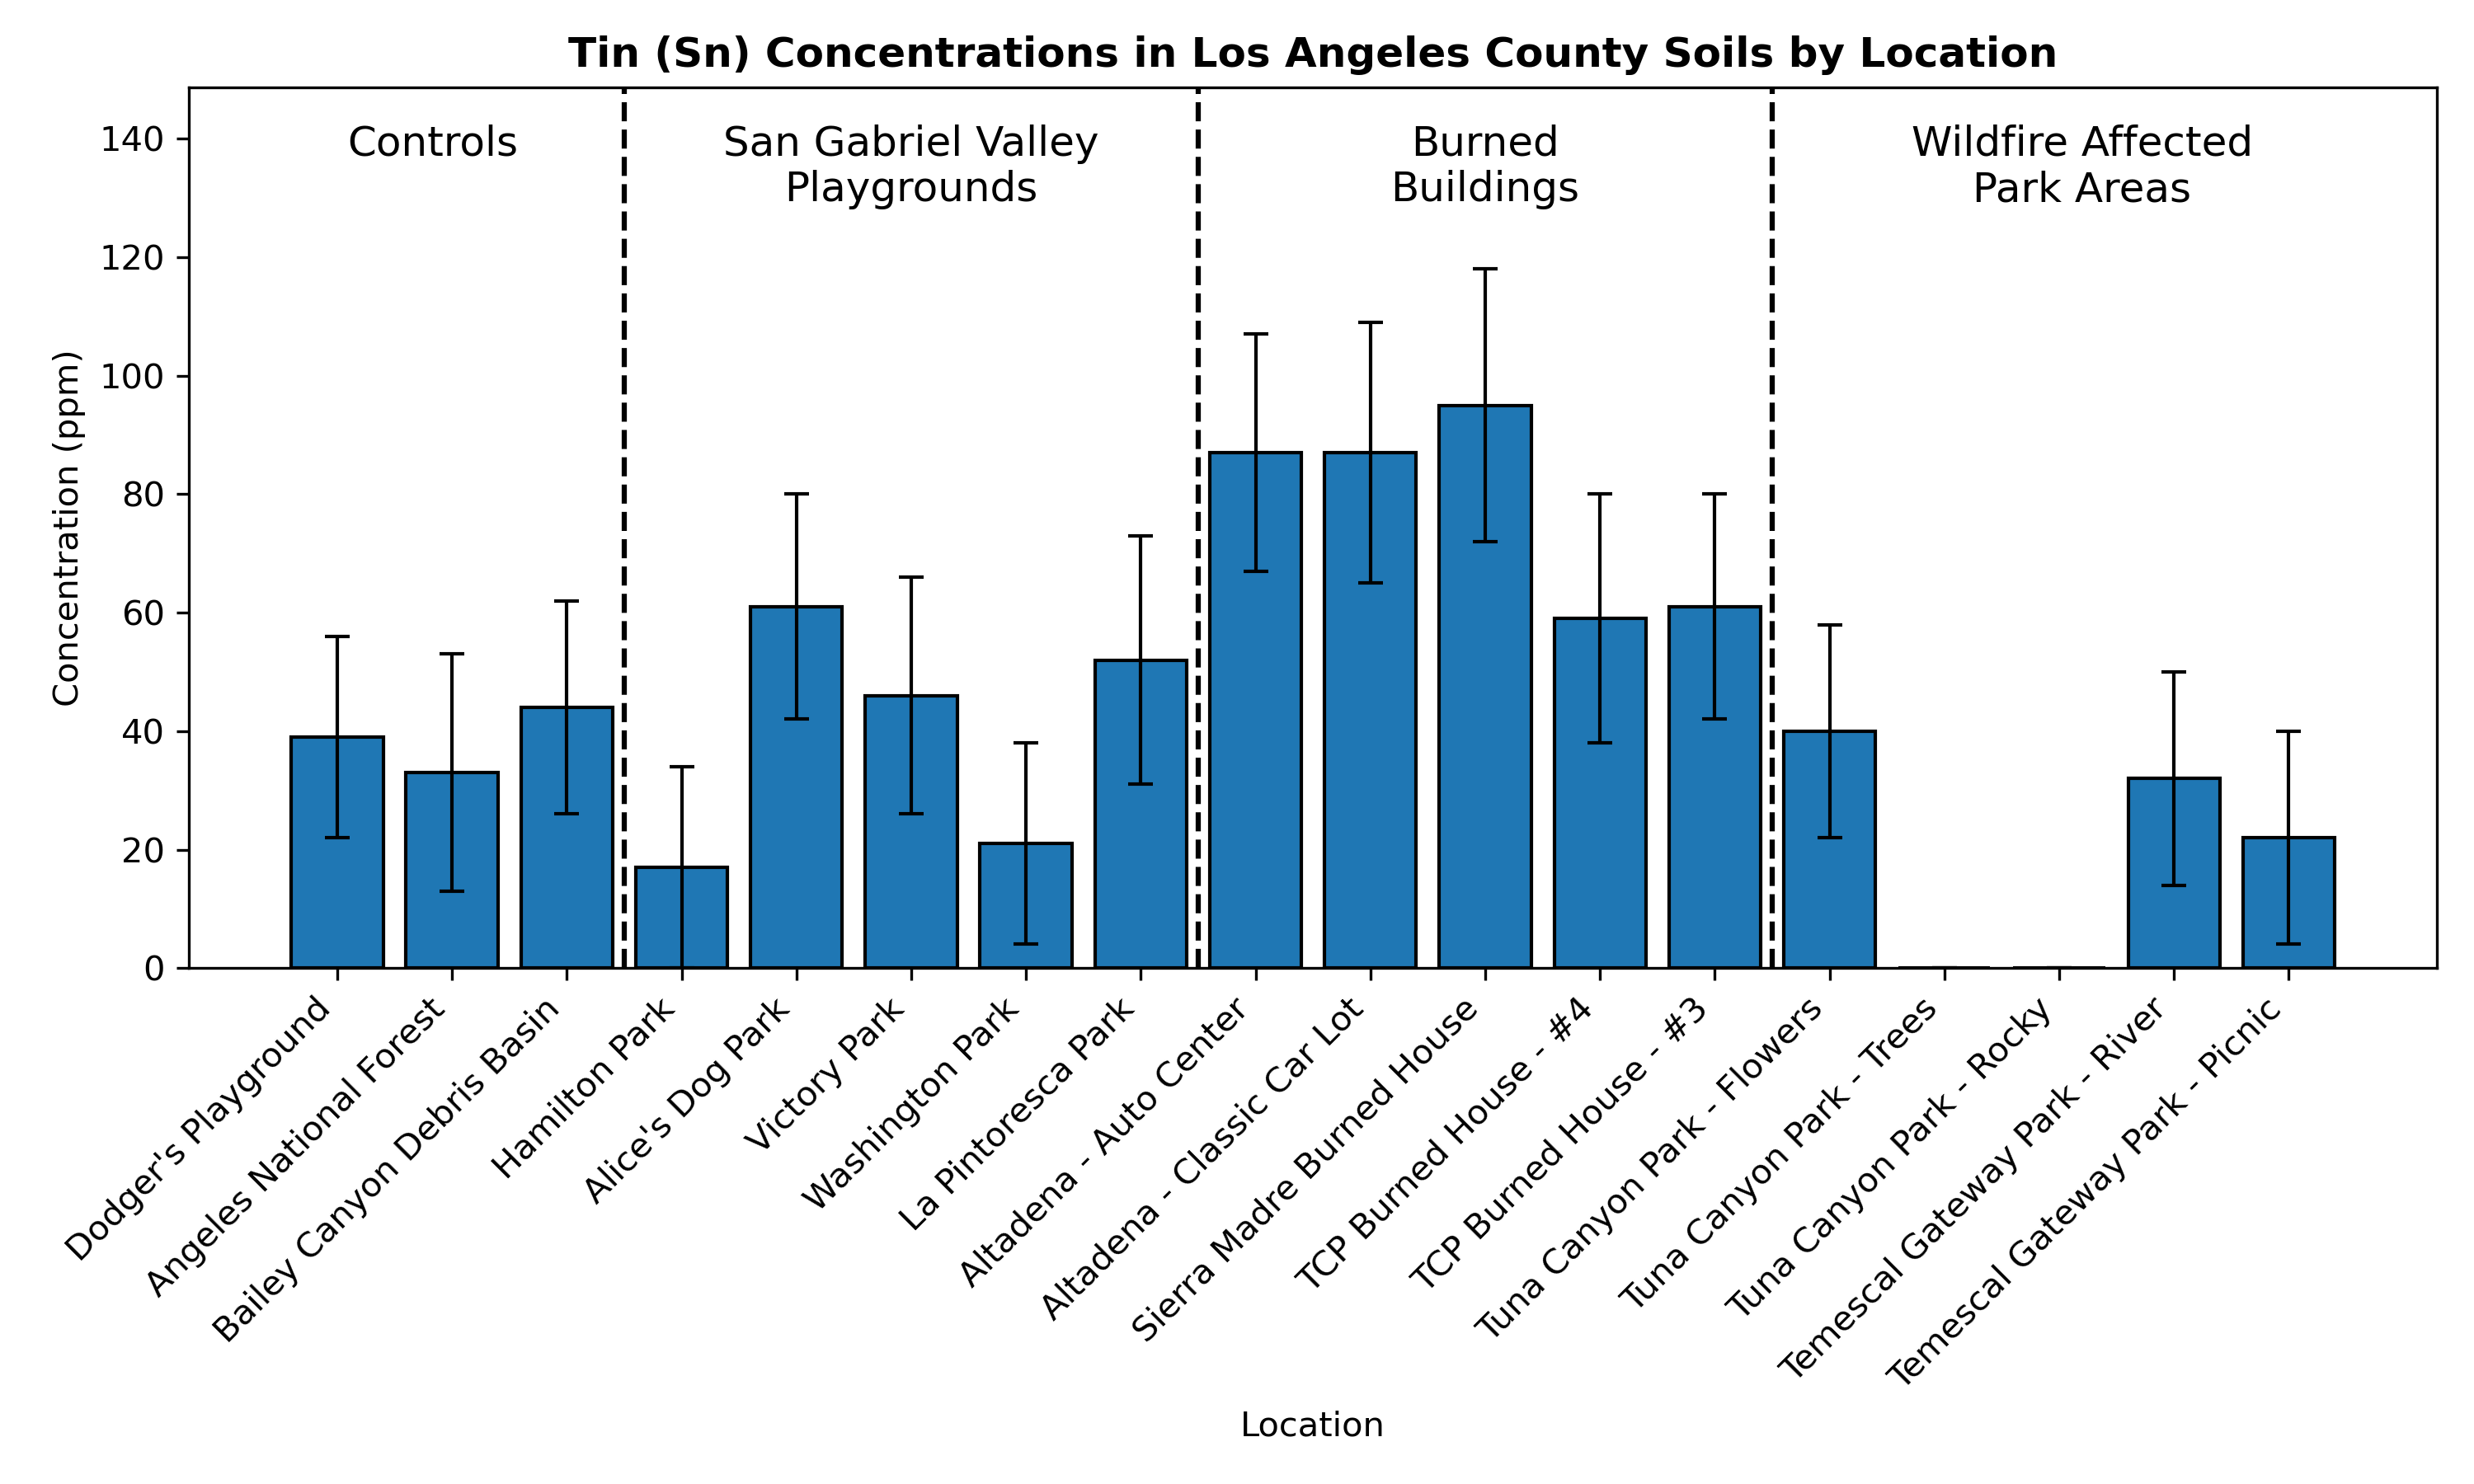 Tin (Sn) Concentrations in Los Angeles County Soils by Location
Controls
San Gabriel Valley
Playgrounds
Burned
Buildings
Wildfire Affected
Park Areas
Concentration (ppm)
140
120
100
80
60
40
20
0
Dodger's Playground
Angeles National Forest
Bailey Canyon Debris Basin
Hamilton Park
Alice's Dog Park
Victory Park
Washington Park
La Pintoresca Park
Altadena - Auto Center
Altadena - Classic Car Lot
Sierra Madre Burned House
TCP Burned House - #4
TCP Burned House - #3
Tuna Canyon Park - Flowers
Tuna Canyon Park - Trees
Tuna Canyon Park - Rocky
Temescal Gateway Park - River
Temescal Gateway Park - Picnic
Location